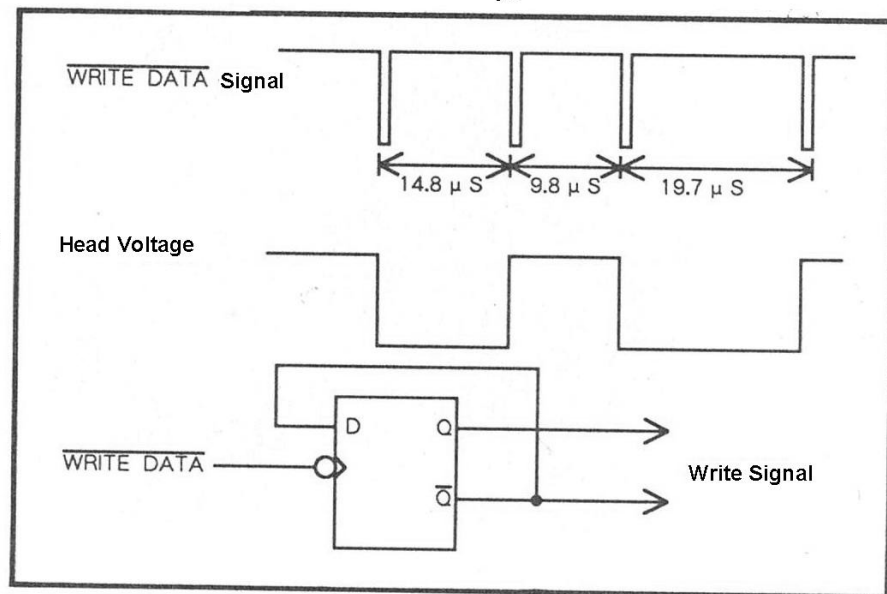 WRITE DATA Signal
14.8 μ S 9.8 μ S 19.7 μ S
Head Voltage
D Q
WRITE DATA
Q
Write Signal